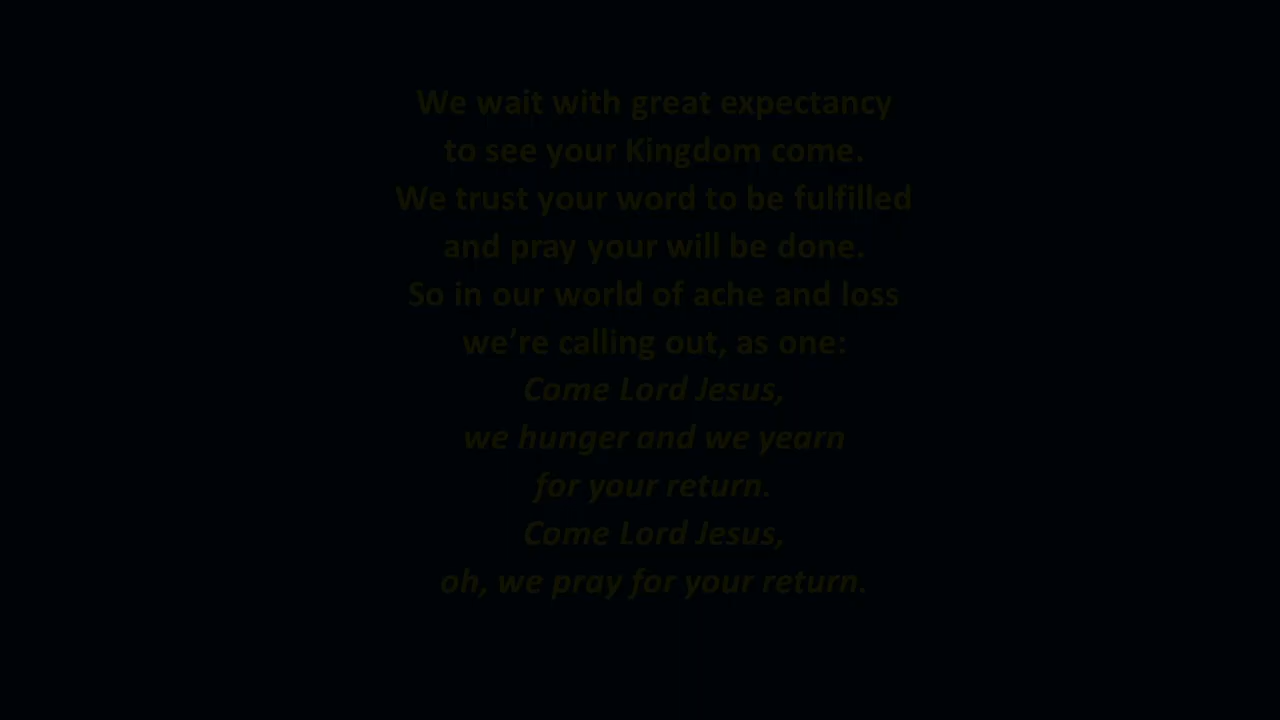 We wait with great expectancy
to see your Kingdom come.
We trust your word to be fulfilled
and pray your will be done.
So in our world of ache and loss
we’re calling out, as one:
Come Lord Jesus,
we hunger and we yearn
for your return.
Come Lord Jesus,
oh, we pray for your return.